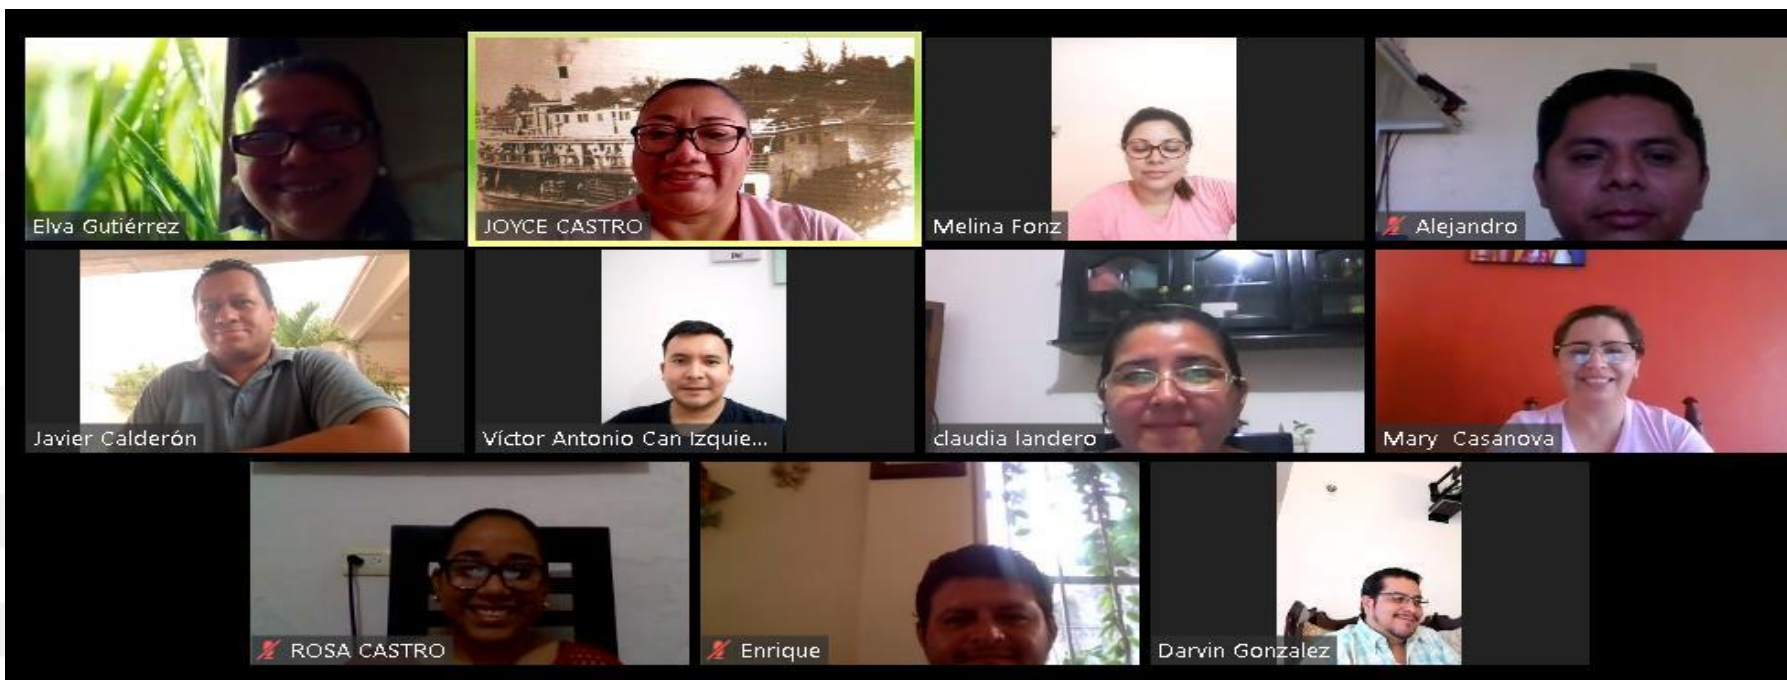 Elva Gutiérrez
JOYCE CASTRO
Melina Fonz
Alejandro
Javier Calderón
Víctor Antonio Can Izquie...
claudia landero
Mary Casanova
ROSA CASTRO
Enrique
Darvin Gonzalez